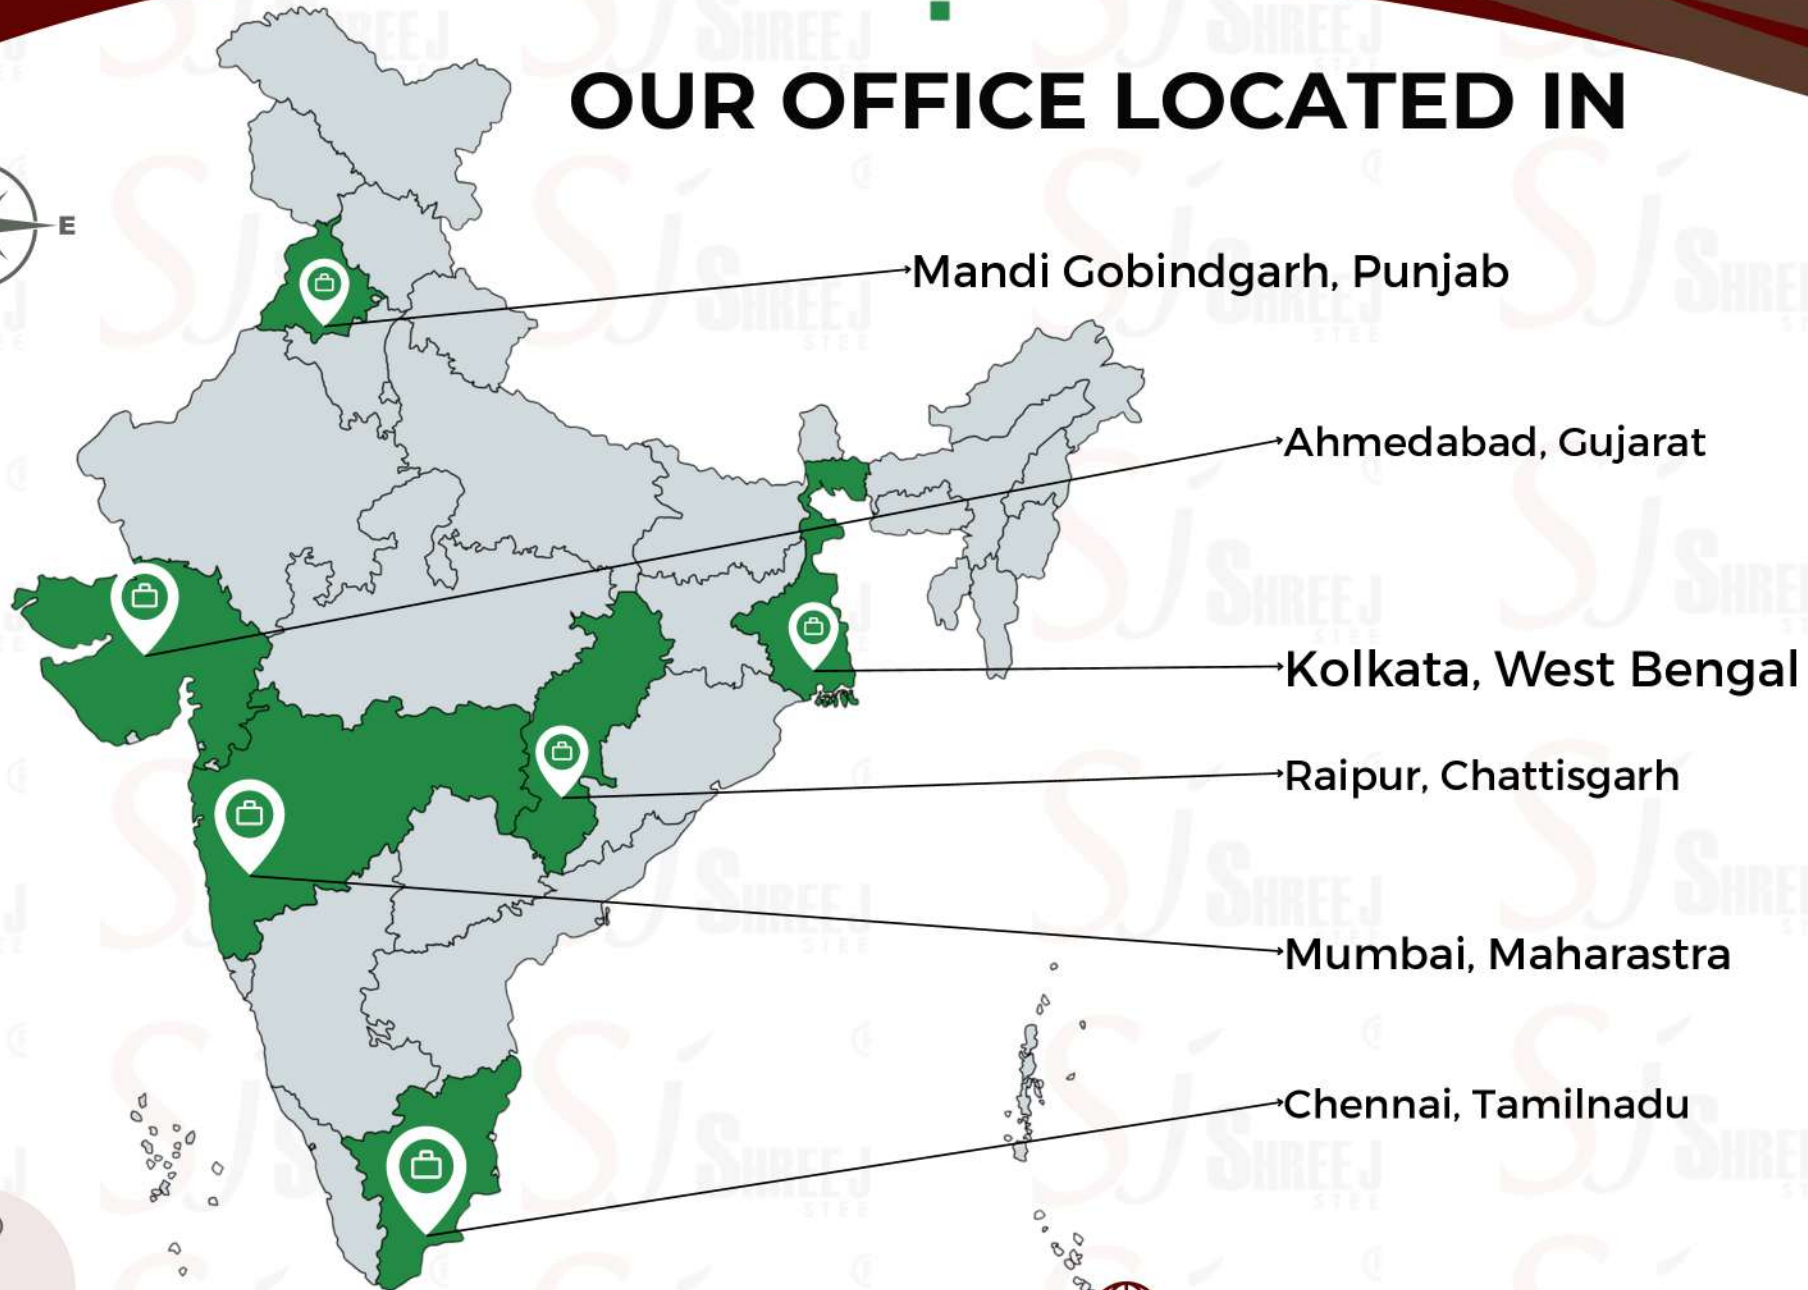 OUR OFFICE LOCATED IN
E
Mandi Gobindgarh, Punjab
Ahmedabad, Gujarat
Kolkata, West Bengal
Raipur, Chattisgarh
Mumbai, Maharastra
Chennai, Tamilnadu